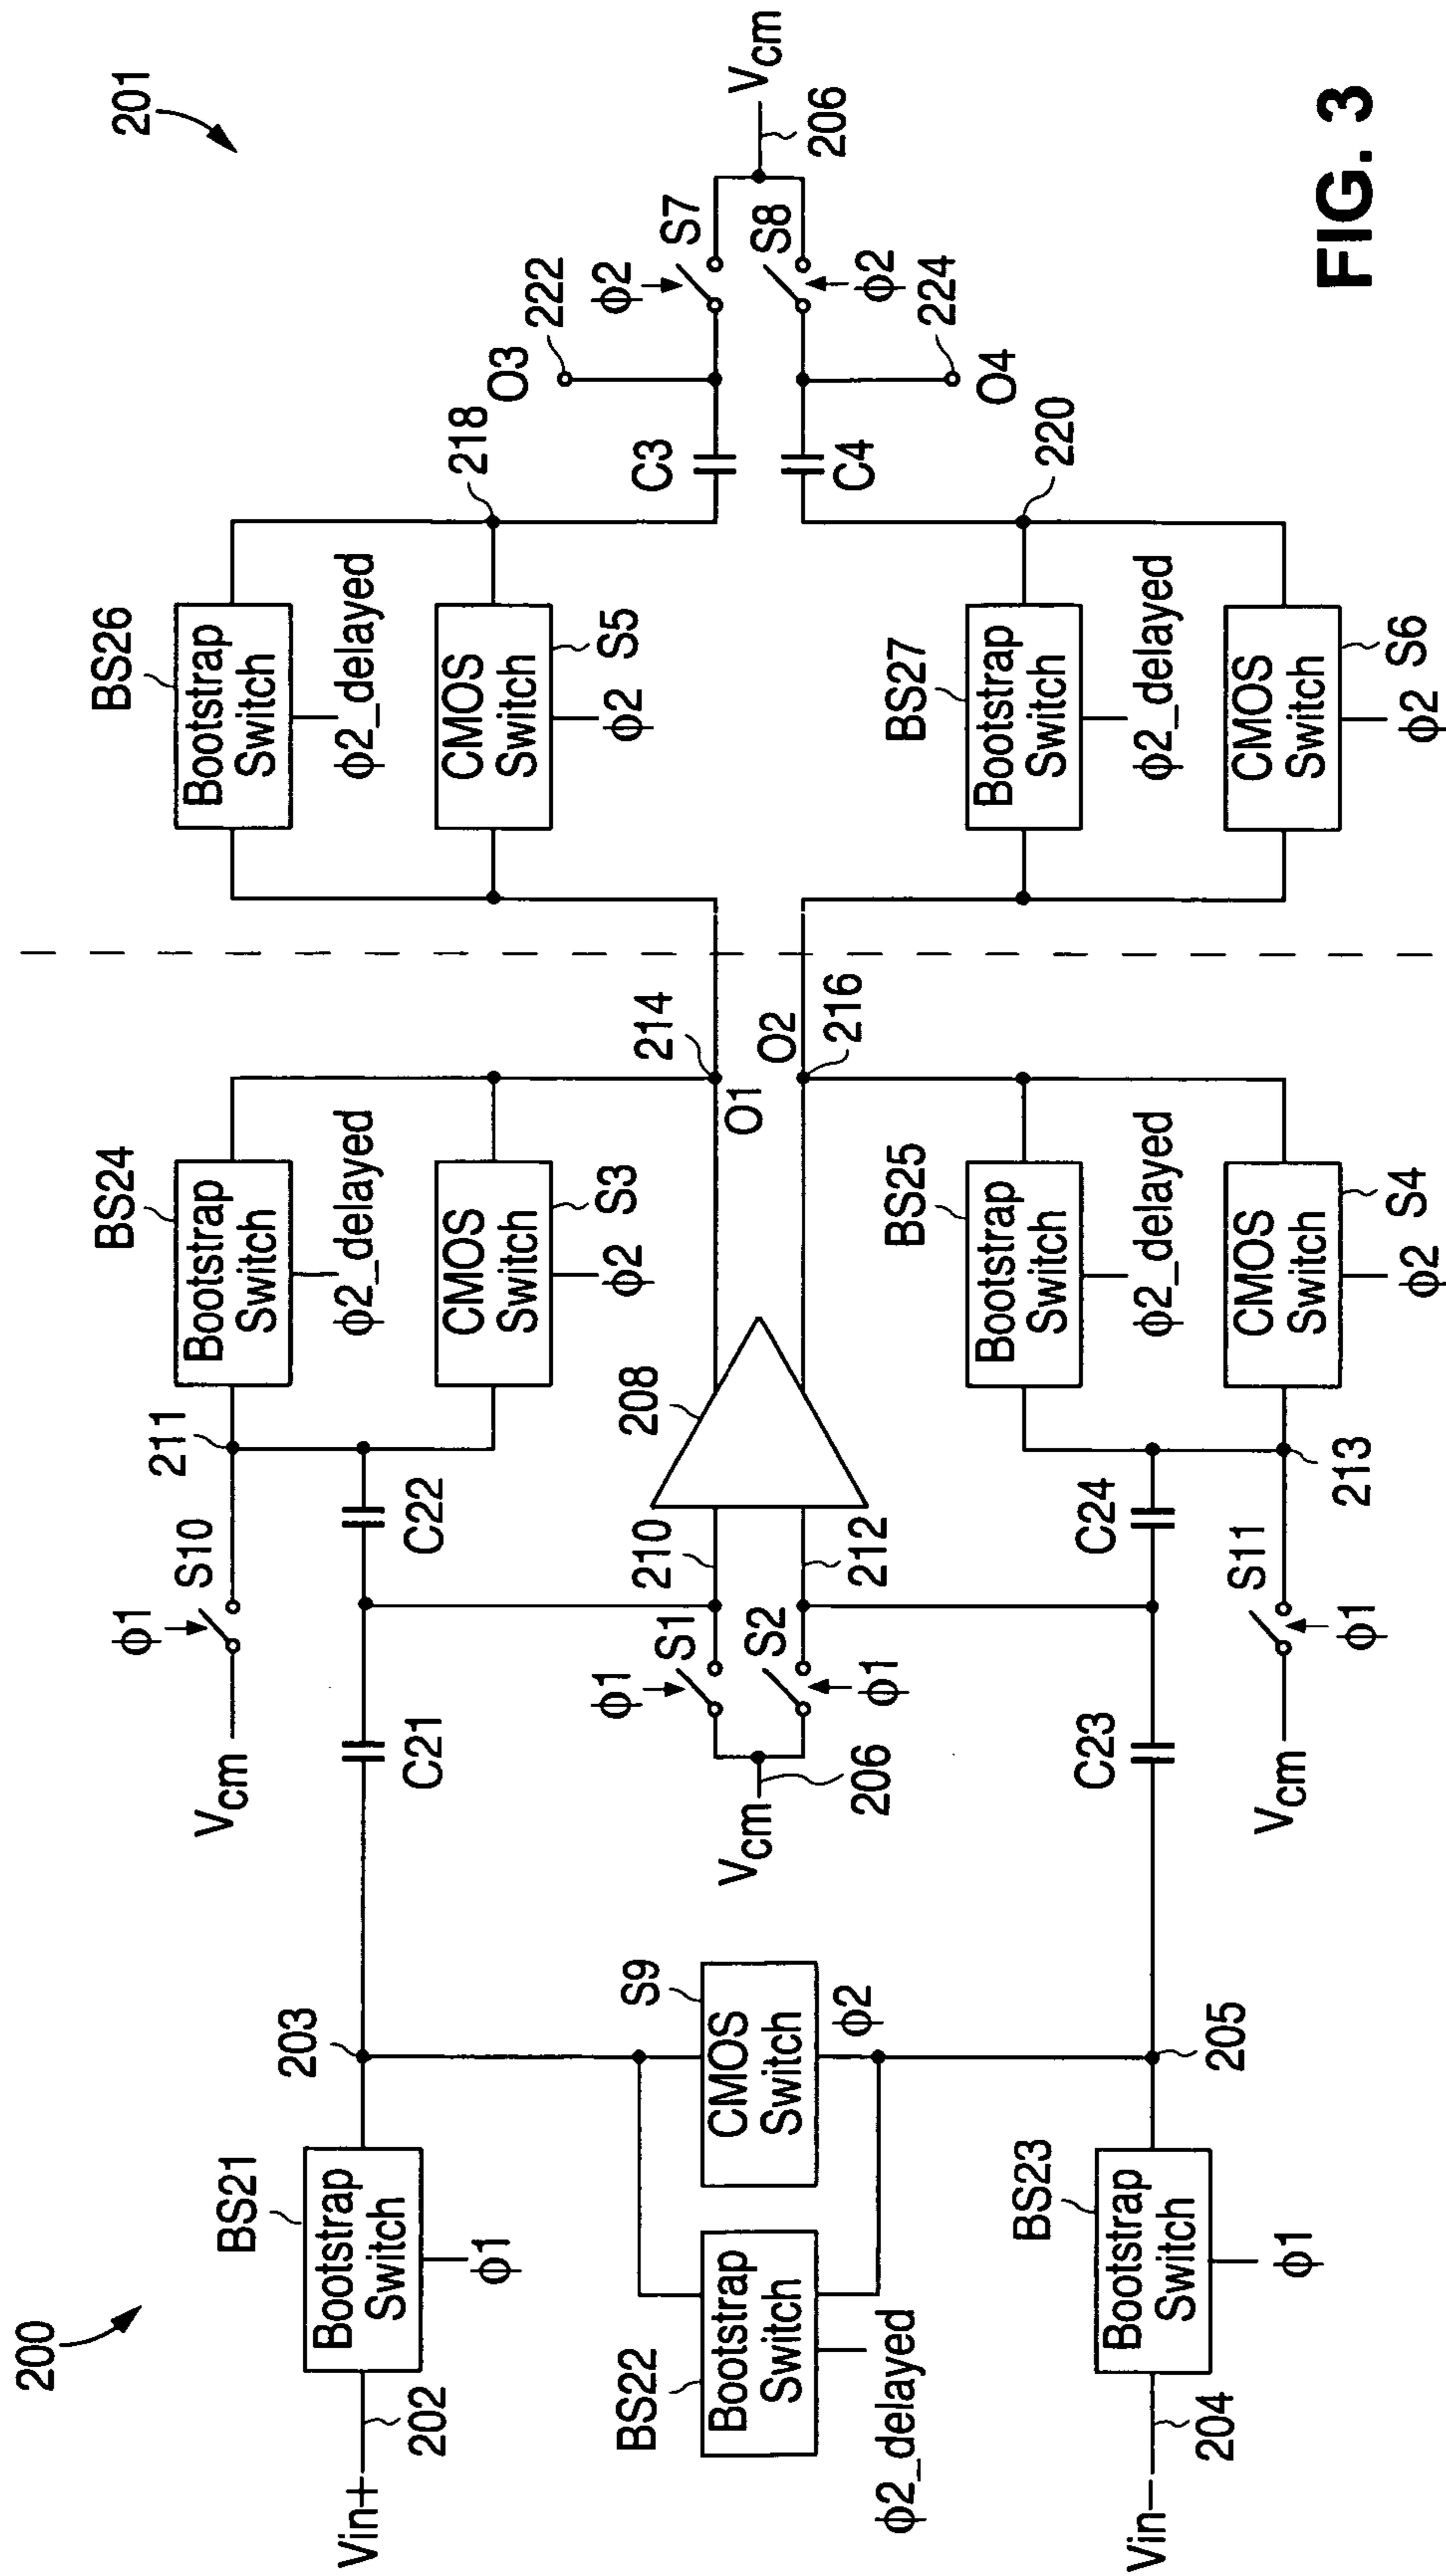 200
201
Vin+
202
BS21
Bootstrap
Switch
ϕ1
203
C21
Vcm
ϕ1
S10
211
C22
BS24
Bootstrap
Switch
ϕ2_delayed
CMOS
Switch
S3
ϕ2
BS26
Bootstrap
Switch
ϕ2_delayed
CMOS
Switch
S5
ϕ2
218
C3
O3
222
ϕ2
S7
BS22
Bootstrap
Switch
ϕ2_delayed
S9
CMOS
Switch
ϕ2
Vcm
206
ϕ1
S1
S2
ϕ1
210
212
208
214
O1
O2
216
Vcm
206
S8
ϕ2
224
O4
C4
220
Vin−
204
BS23
Bootstrap
Switch
ϕ1
205
C23
Vcm
S11
ϕ1
213
C24
BS25
Bootstrap
Switch
ϕ2_delayed
CMOS
Switch
S4
ϕ2
BS27
Bootstrap
Switch
ϕ2_delayed
CMOS
Switch
S6
ϕ2
FIG. 3